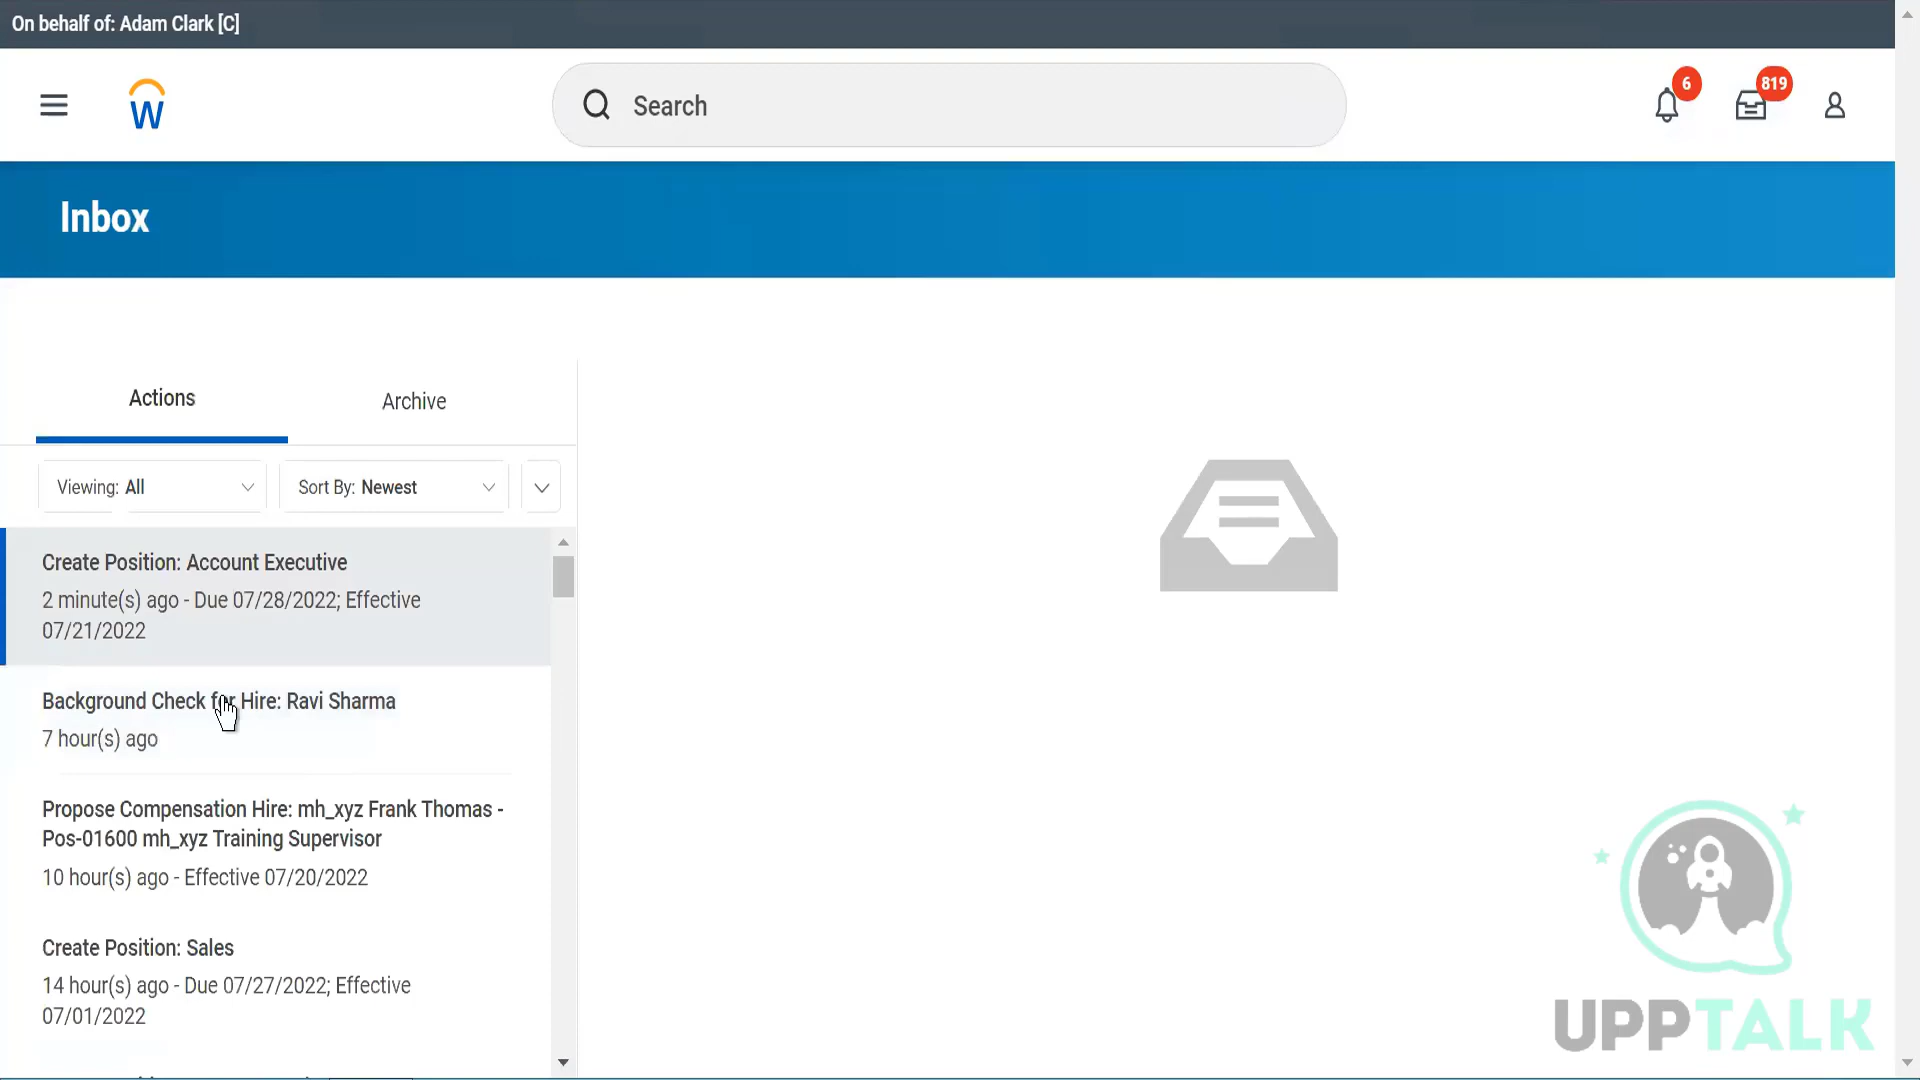 On behalf of: Adam Clark [C]
W
Search
6
819
Inbox
Actions
Archive
Viewing: All
Sort By: Newest
Create Position: Account Executive
2 minute(s) ago - Due 07/28/2022; Effective
07/21/2022
Background Check for Hire: Ravi Sharma
7 hour(s) ago
Propose Compensation Hire: mh_xyz Frank Thomas -
Pos-01600 mh_xyz Training Supervisor
10 hour(s) ago - Effective 07/20/2022
Create Position: Sales
14 hour(s) ago - Due 07/27/2022; Effective
07/01/2022
UPPTALK